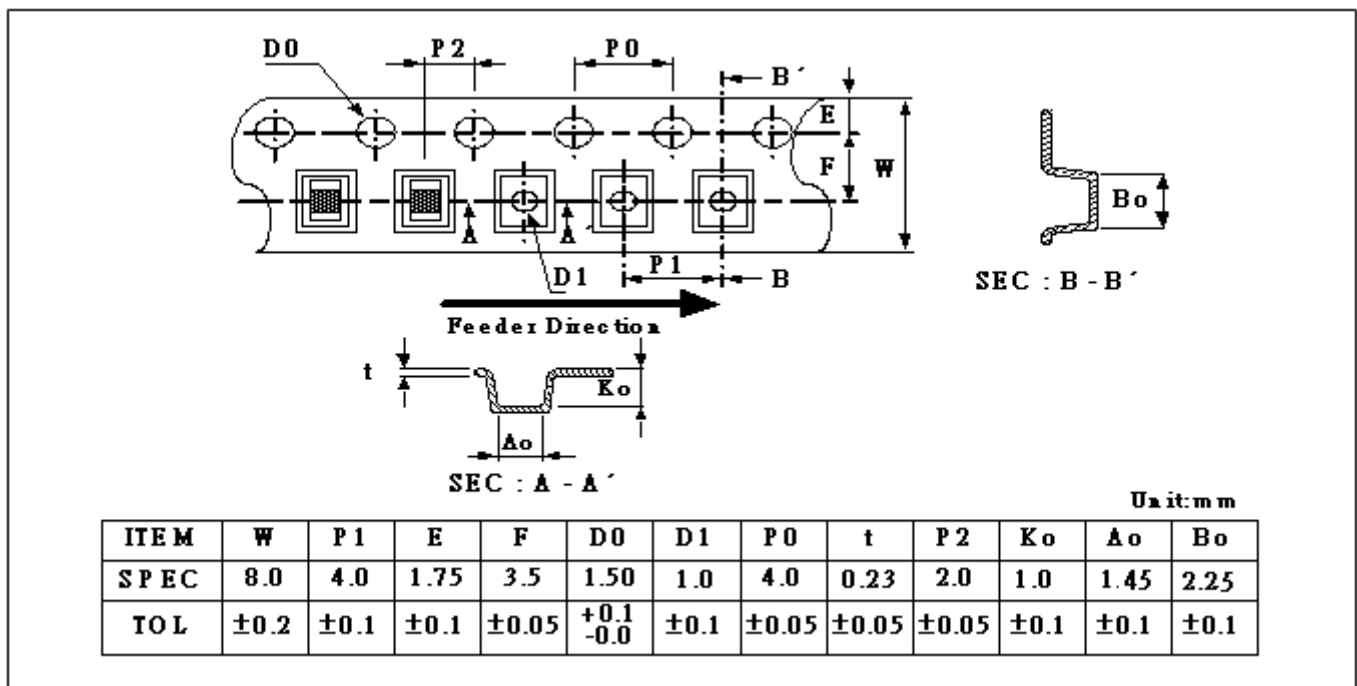 D0 P2 P0 B´
E
F W
A A´
D1 P1 B
Feeder Direction
Bo
SEC : B - B´
t Ko
Ao
SEC : A - A´
Unit:mm
ITEM W P1 E F D0 D1 P0 t P2 Ko Ao Bo
SPEC 8.0 4.0 1.75 3.5 1.50 1.0 4.0 0.23 2.0 1.0 1.45 2.25
TOL ±0.2 ±0.1 ±0.1 ±0.05 +0.1 -0.0 ±0.1 ±0.05 ±0.05 ±0.05 ±0.1 ±0.1 ±0.1